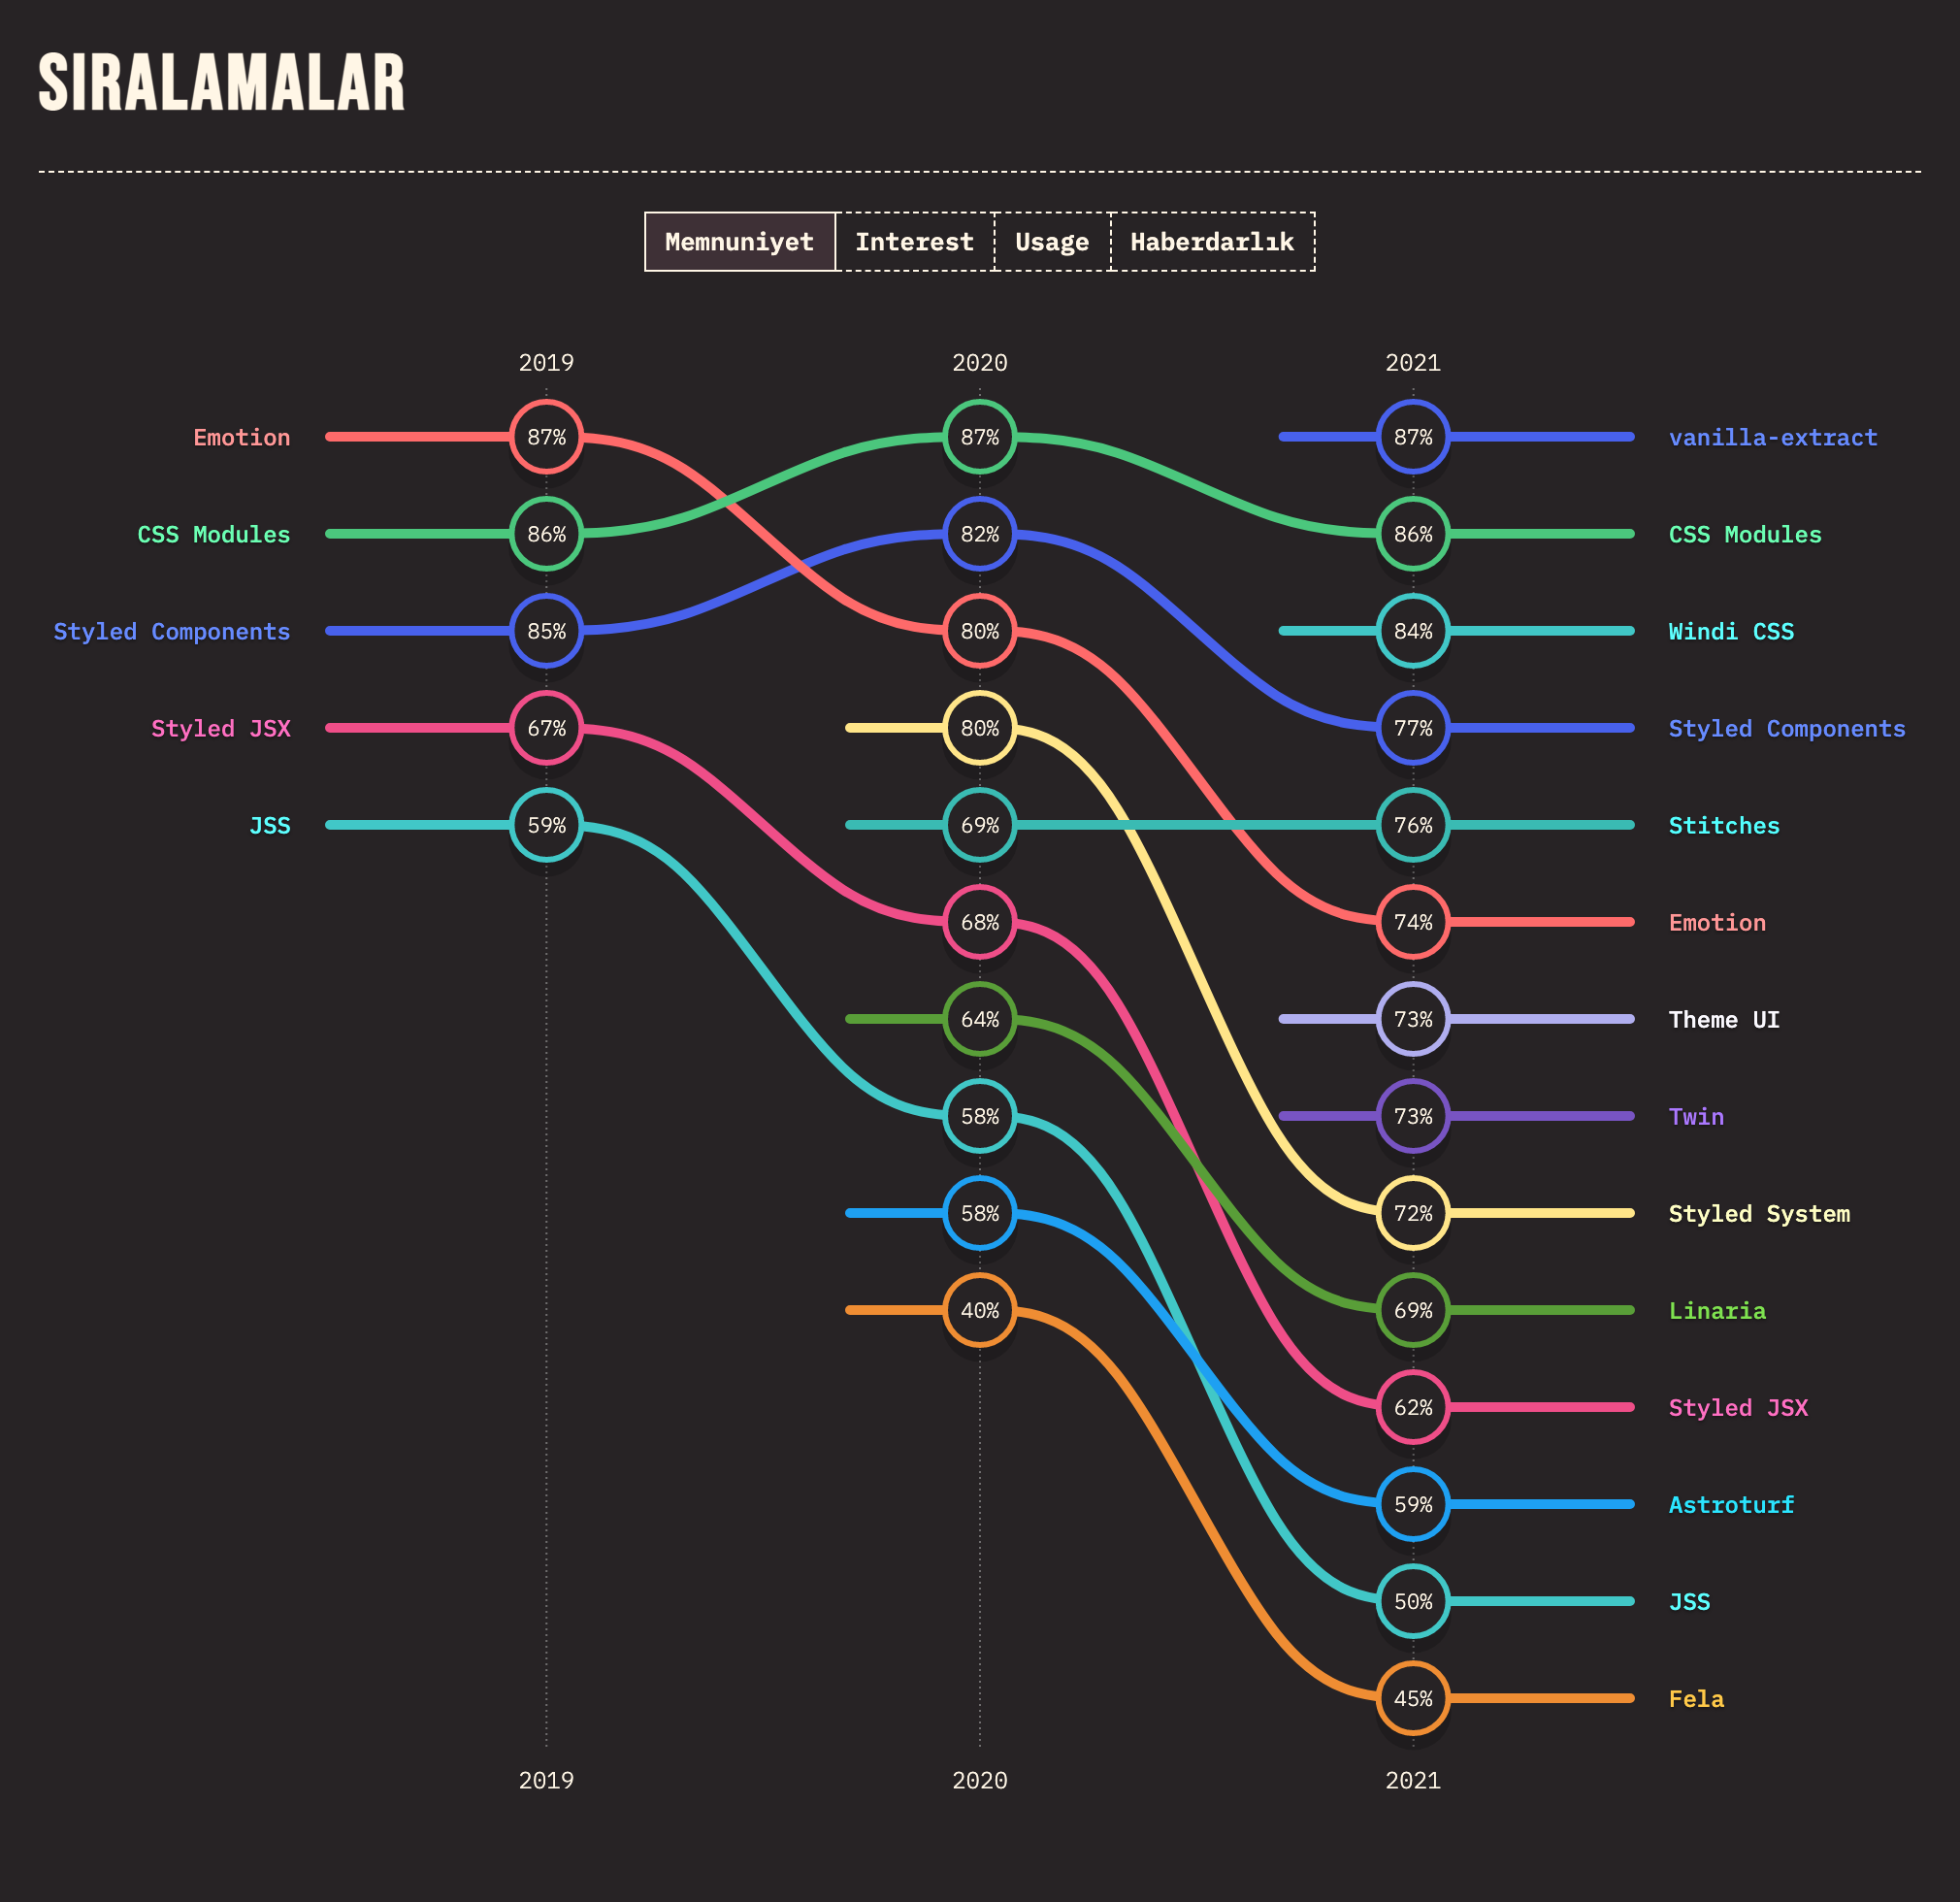 SIRALAMALAR
Memnuniyet Interest Usage Haberdarlık
2019 2020 2021
Emotion 87% 87% 87% vanilla-extract
CSS Modules 86% 82% 86% CSS Modules
Styled Components 85% 80% 84% Windi CSS
Styled JSX 67% 80% 77% Styled Components
JSS 59% 69% 76% Stitches
68% 74% Emotion
64% 73% Theme UI
58% 73% Twin
58% 72% Styled System
40% 69% Linaria
62% Styled JSX
59% Astroturf
50% JSS
45% Fela
2019 2020 2021